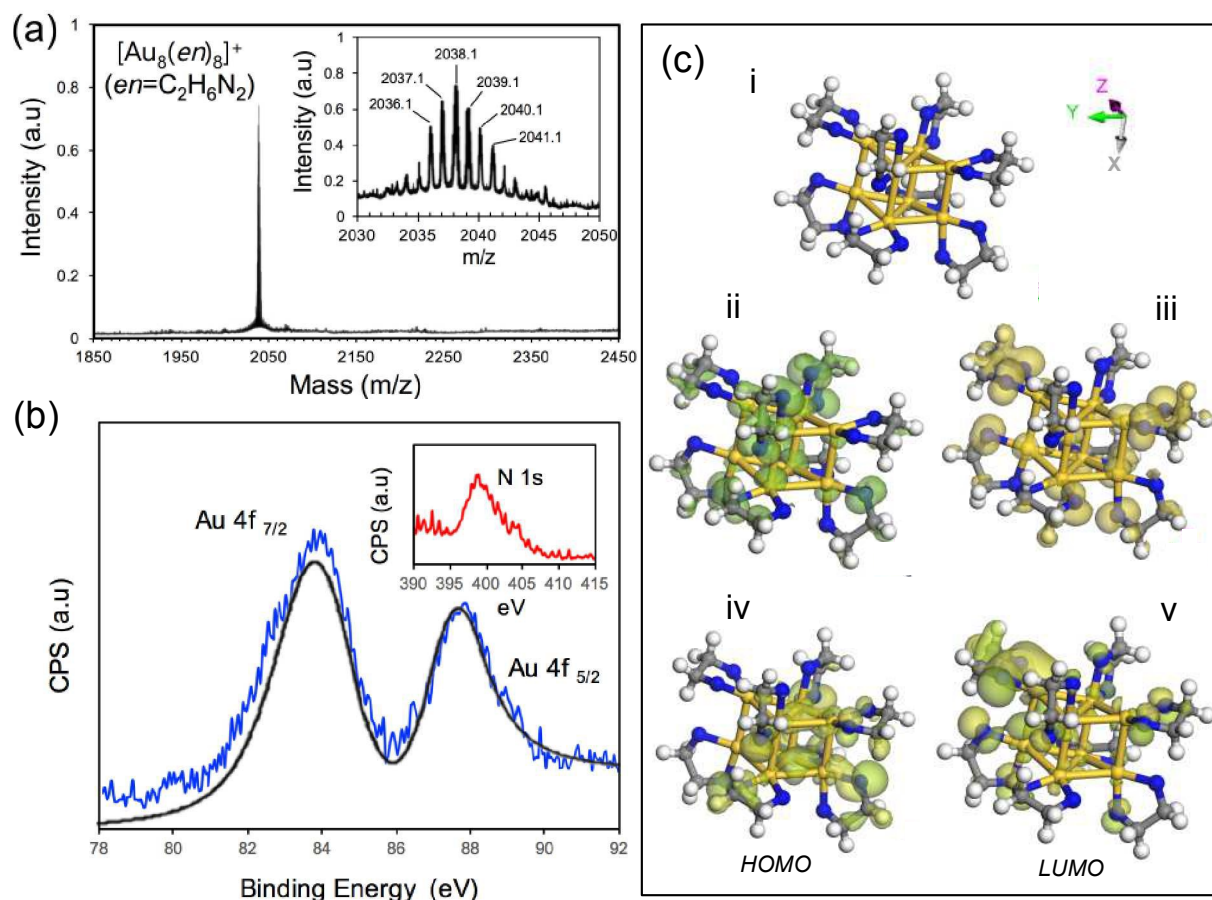 (a)
[Au8(en)8]+
(en=C2H6N2)
Intensity (a.u)
1
0.8
0.6
0.4
0.2
0
1850 1950 2050 2150 2250 2350 2450
Mass (m/z)
Intensity (a.u)
1
0.8
0.6
0.4
0.2
0
2038.1
2037.1
2039.1
2036.1
2040.1
2041.1
2030 2035 2040 2045 2050
m/z
(b)
Au 4f 7/2
Au 4f 5/2
CPS (a.u)
78 80 82 84 86 88 90 92
Binding Energy (eV)
N 1s
CPS (a.u)
390 395 400 405 410 415
eV
(c)
i
Z
Y
X
ii
iii
iv
v
HOMO
LUMO